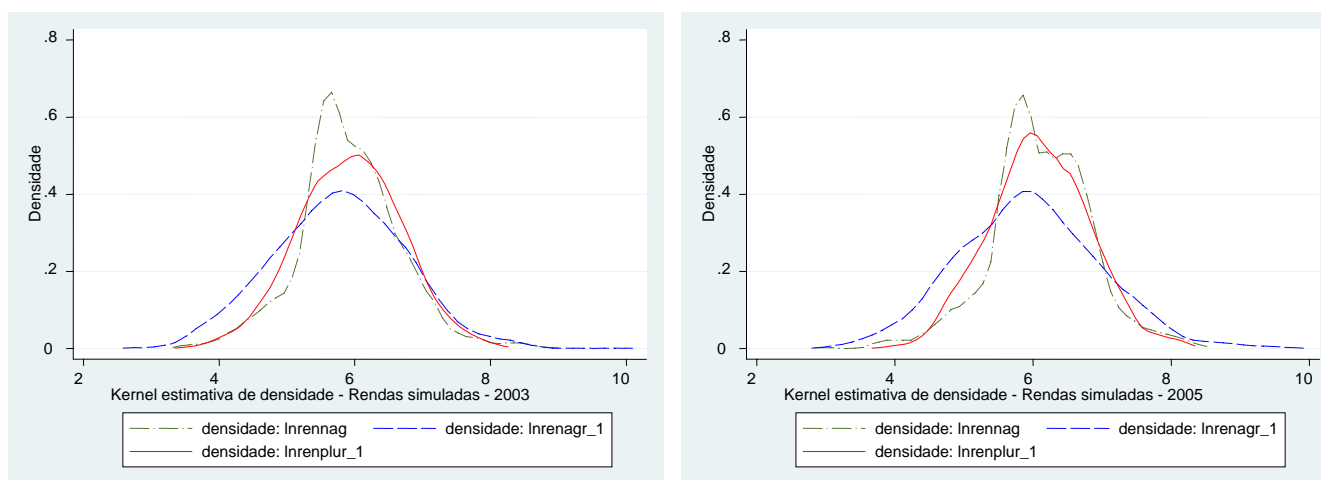 .8
.6
.4
.2
0
Densidade
2 4 6 8 10
Kernel estimativa de densidade - Rendas simuladas - 2003
densidade: lnrennag densidade: lnrenagr_1
densidade: lnrenplur_1
.8
.6
.4
.2
0
Densidade
2 4 6 8 10
Kernel estimativa de densidade - Rendas simuladas - 2005
densidade: lnrennag densidade: lnrenagr_1
densidade: lnrenplur_1